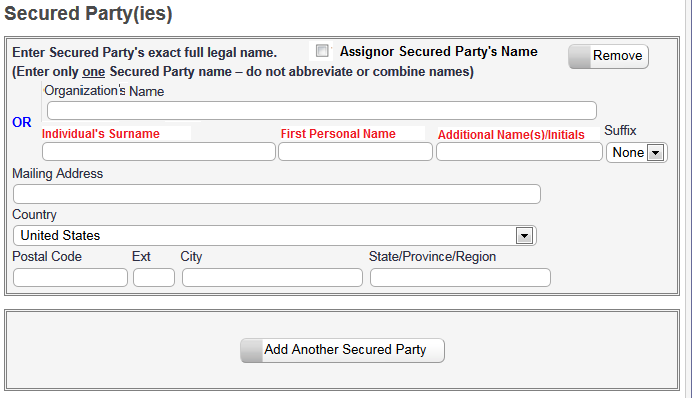 Secured Party(ies)
Enter Secured Party's exact full legal name. Assignor Secured Party's Name Remove
(Enter only one Secured Party name – do not abbreviate or combine names)
Organization's Name
OR
Individual's Surname First Personal Name Additional Name(s)/Initials Suffix
None
Mailing Address
Country
United States
Postal Code Ext City State/Province/Region
Add Another Secured Party